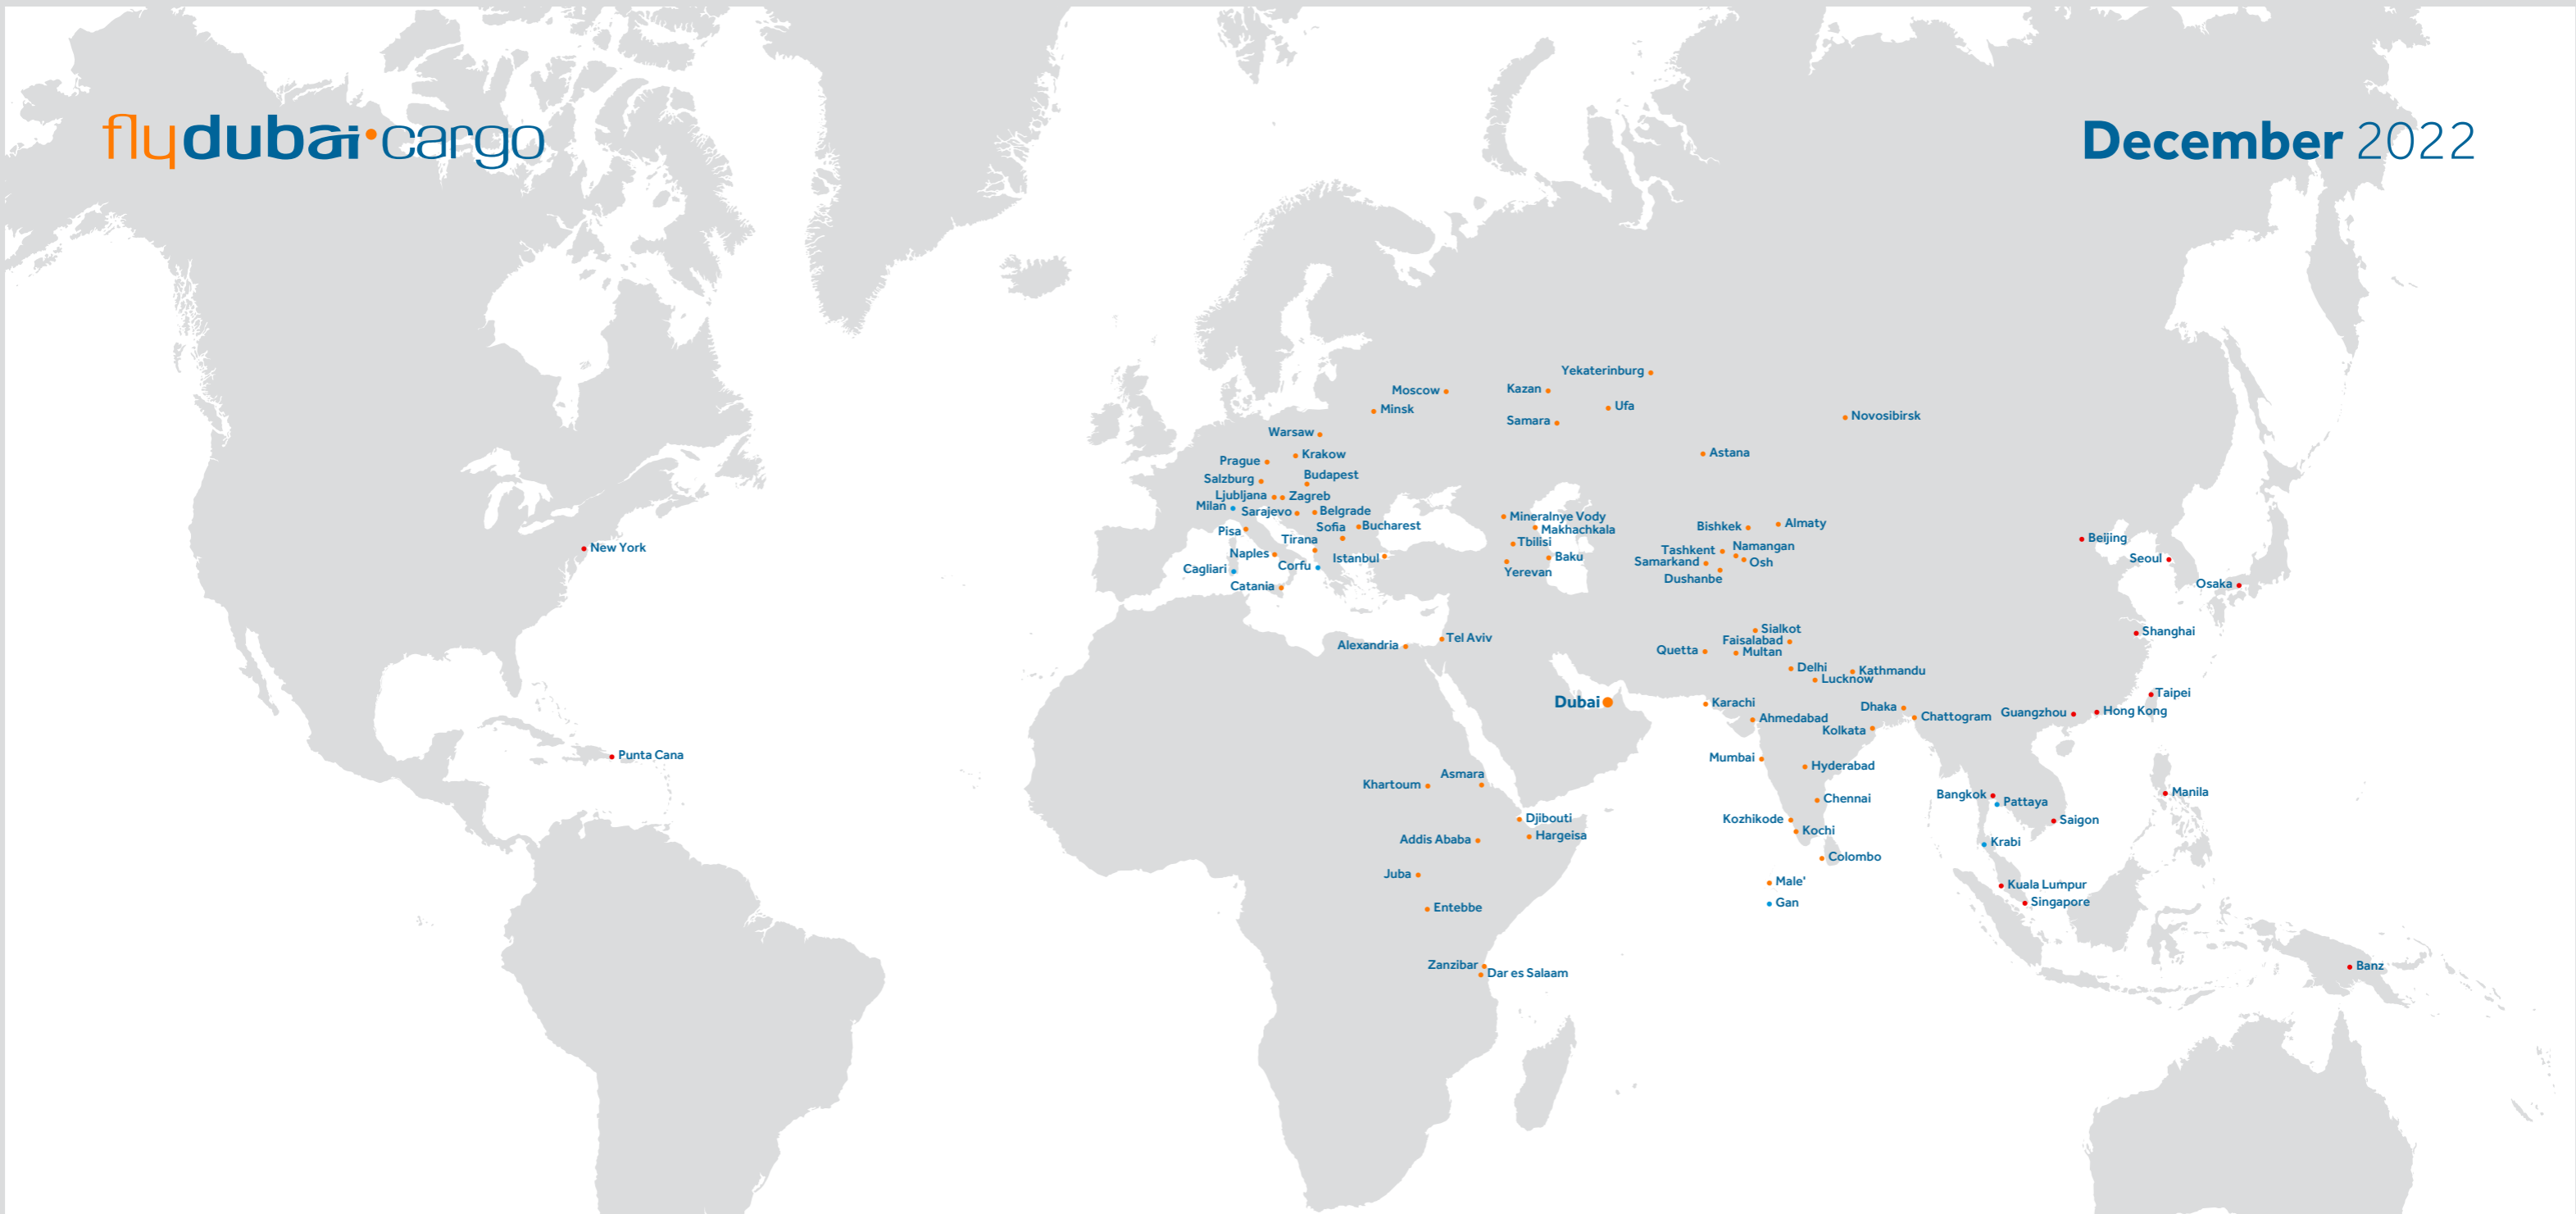 flydubai•cargo
December 2022
Yekaterinburg
Moscow
Kazan
Minsk
Ufa
Samara
Novosibirsk
Warsaw
Krakow
Astana
Prague
Budapest
Salzburg
Ljubljana
Zagreb
Milan
Sarajevo
Belgrade
Mineralnye Vody
Pisa
Sofia
Bucharest
Makhachkala
Bishkek
Almaty
Tirana
Tbilisi
New York
Naples
Istanbul
Baku
Tashkent
Namangan
Beijing
Cagliari
Corfu
Yerevan
Samarkand
Osh
Seoul
Dushanbe
Catania
Osaka
Sialkot
Shanghai
Alexandria
Tel Aviv
Faisalabad
Quetta
Multan
Delhi
Kathmandu
Lucknow
Taipei
Dubai
Karachi
Dhaka
Guangzhou
Hong Kong
Ahmedabad
Chattogram
Kolkata
Punta Cana
Mumbai
Hyderabad
Asmara
Khartoum
Chennai
Bangkok
Pattaya
Manila
Djibouti
Kozhikode
Saigon
Hargeisa
Kochi
Addis Ababa
Krabi
Colombo
Juba
Male'
Kuala Lumpur
Gan
Singapore
Entebbe
Zanzibar
Dar es Salaam
Banz